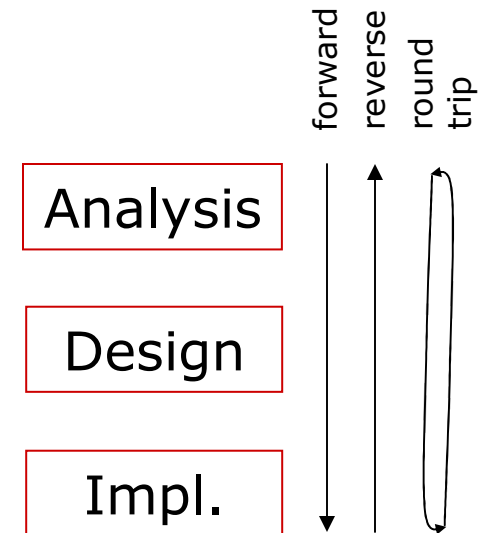 forward
reverse
round
trip
Analysis
Design
Impl.